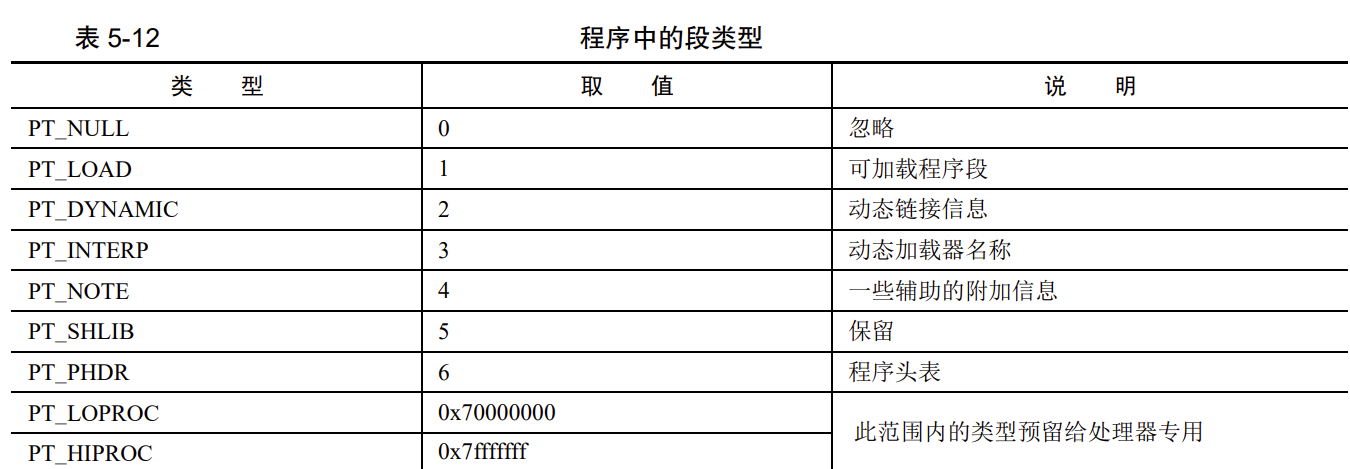 表 5-12 程序中的段类型
类 型 取 值 说 明
PT_NULL 0 忽略
PT_LOAD 1 可加载程序段
PT_DYNAMIC 2 动态链接信息
PT_INTERP 3 动态加载器名称
PT_NOTE 4 一些辅助的附加信息
PT_SHLIB 5 保留
PT_PHDR 6 程序头表
PT_LOPROC 0x70000000
此范围内的类型预留给处理器专用
PT_HIPROC 0x7fffffff